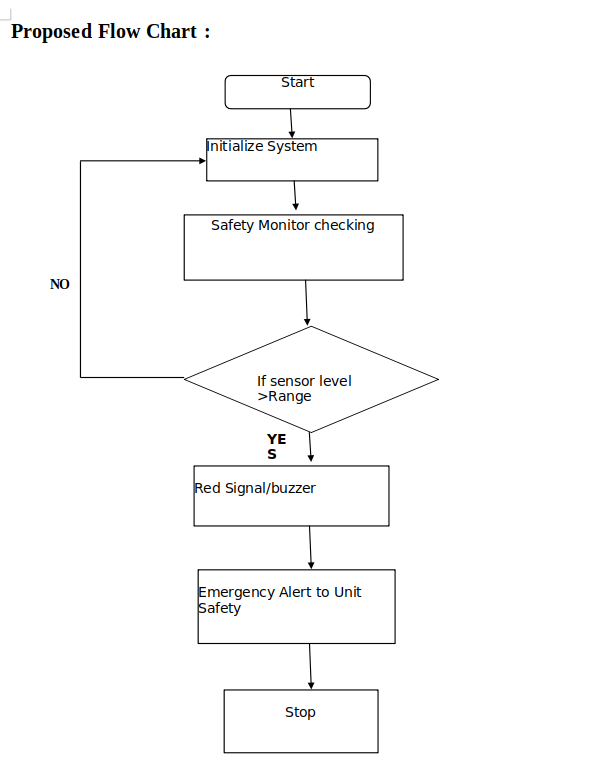 Proposed Flow Chart :
Start
Initialize System
Safety Monitor checking
NO
If sensor level
>Range
YE
S
Red Signal/buzzer
Emergency Alert to Unit
Safety
Stop